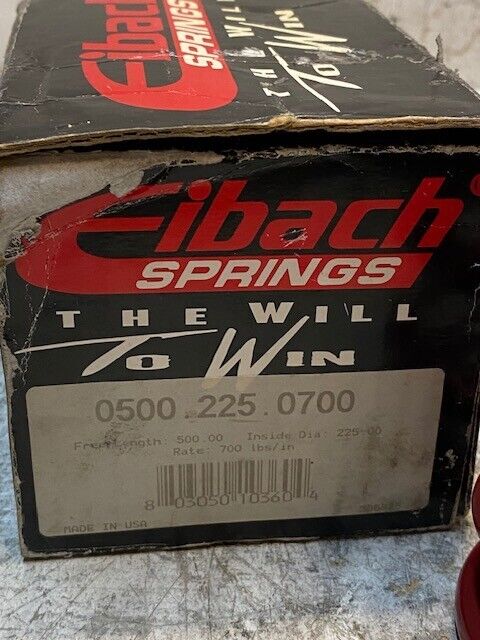 Eibach
SPRINGS
THE WILL
TO WIN
Eibach®
SPRINGS
THE WILL
TO WIN
0500.225.0700
Free Length: 500.00 Inside Dia: 225.00
Rate: 700 lbs/in
8 03050 10360 4
MADE IN USA